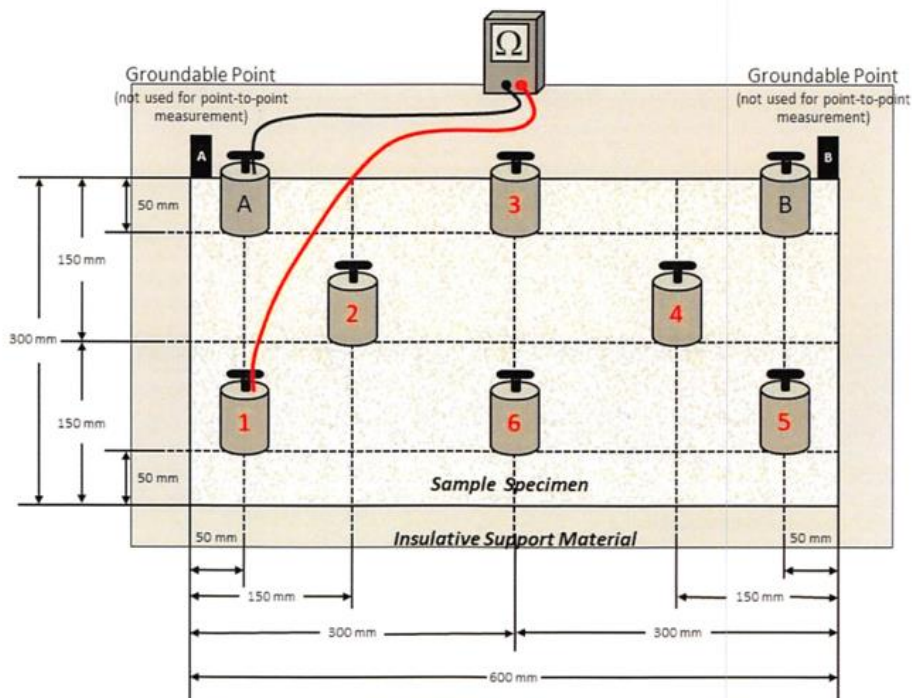 Ω
Groundable Point
(not used for point-to-point
measurement)
Groundable Point
(not used for point-to-point
measurement)
A
B
A
3
B
50 mm
150 mm
2
4
300 mm
1
6
5
150 mm
50 mm
Sample Specimen
50 mm
Insulative Support Material
50 mm
150 mm
150 mm
300 mm
300 mm
600 mm